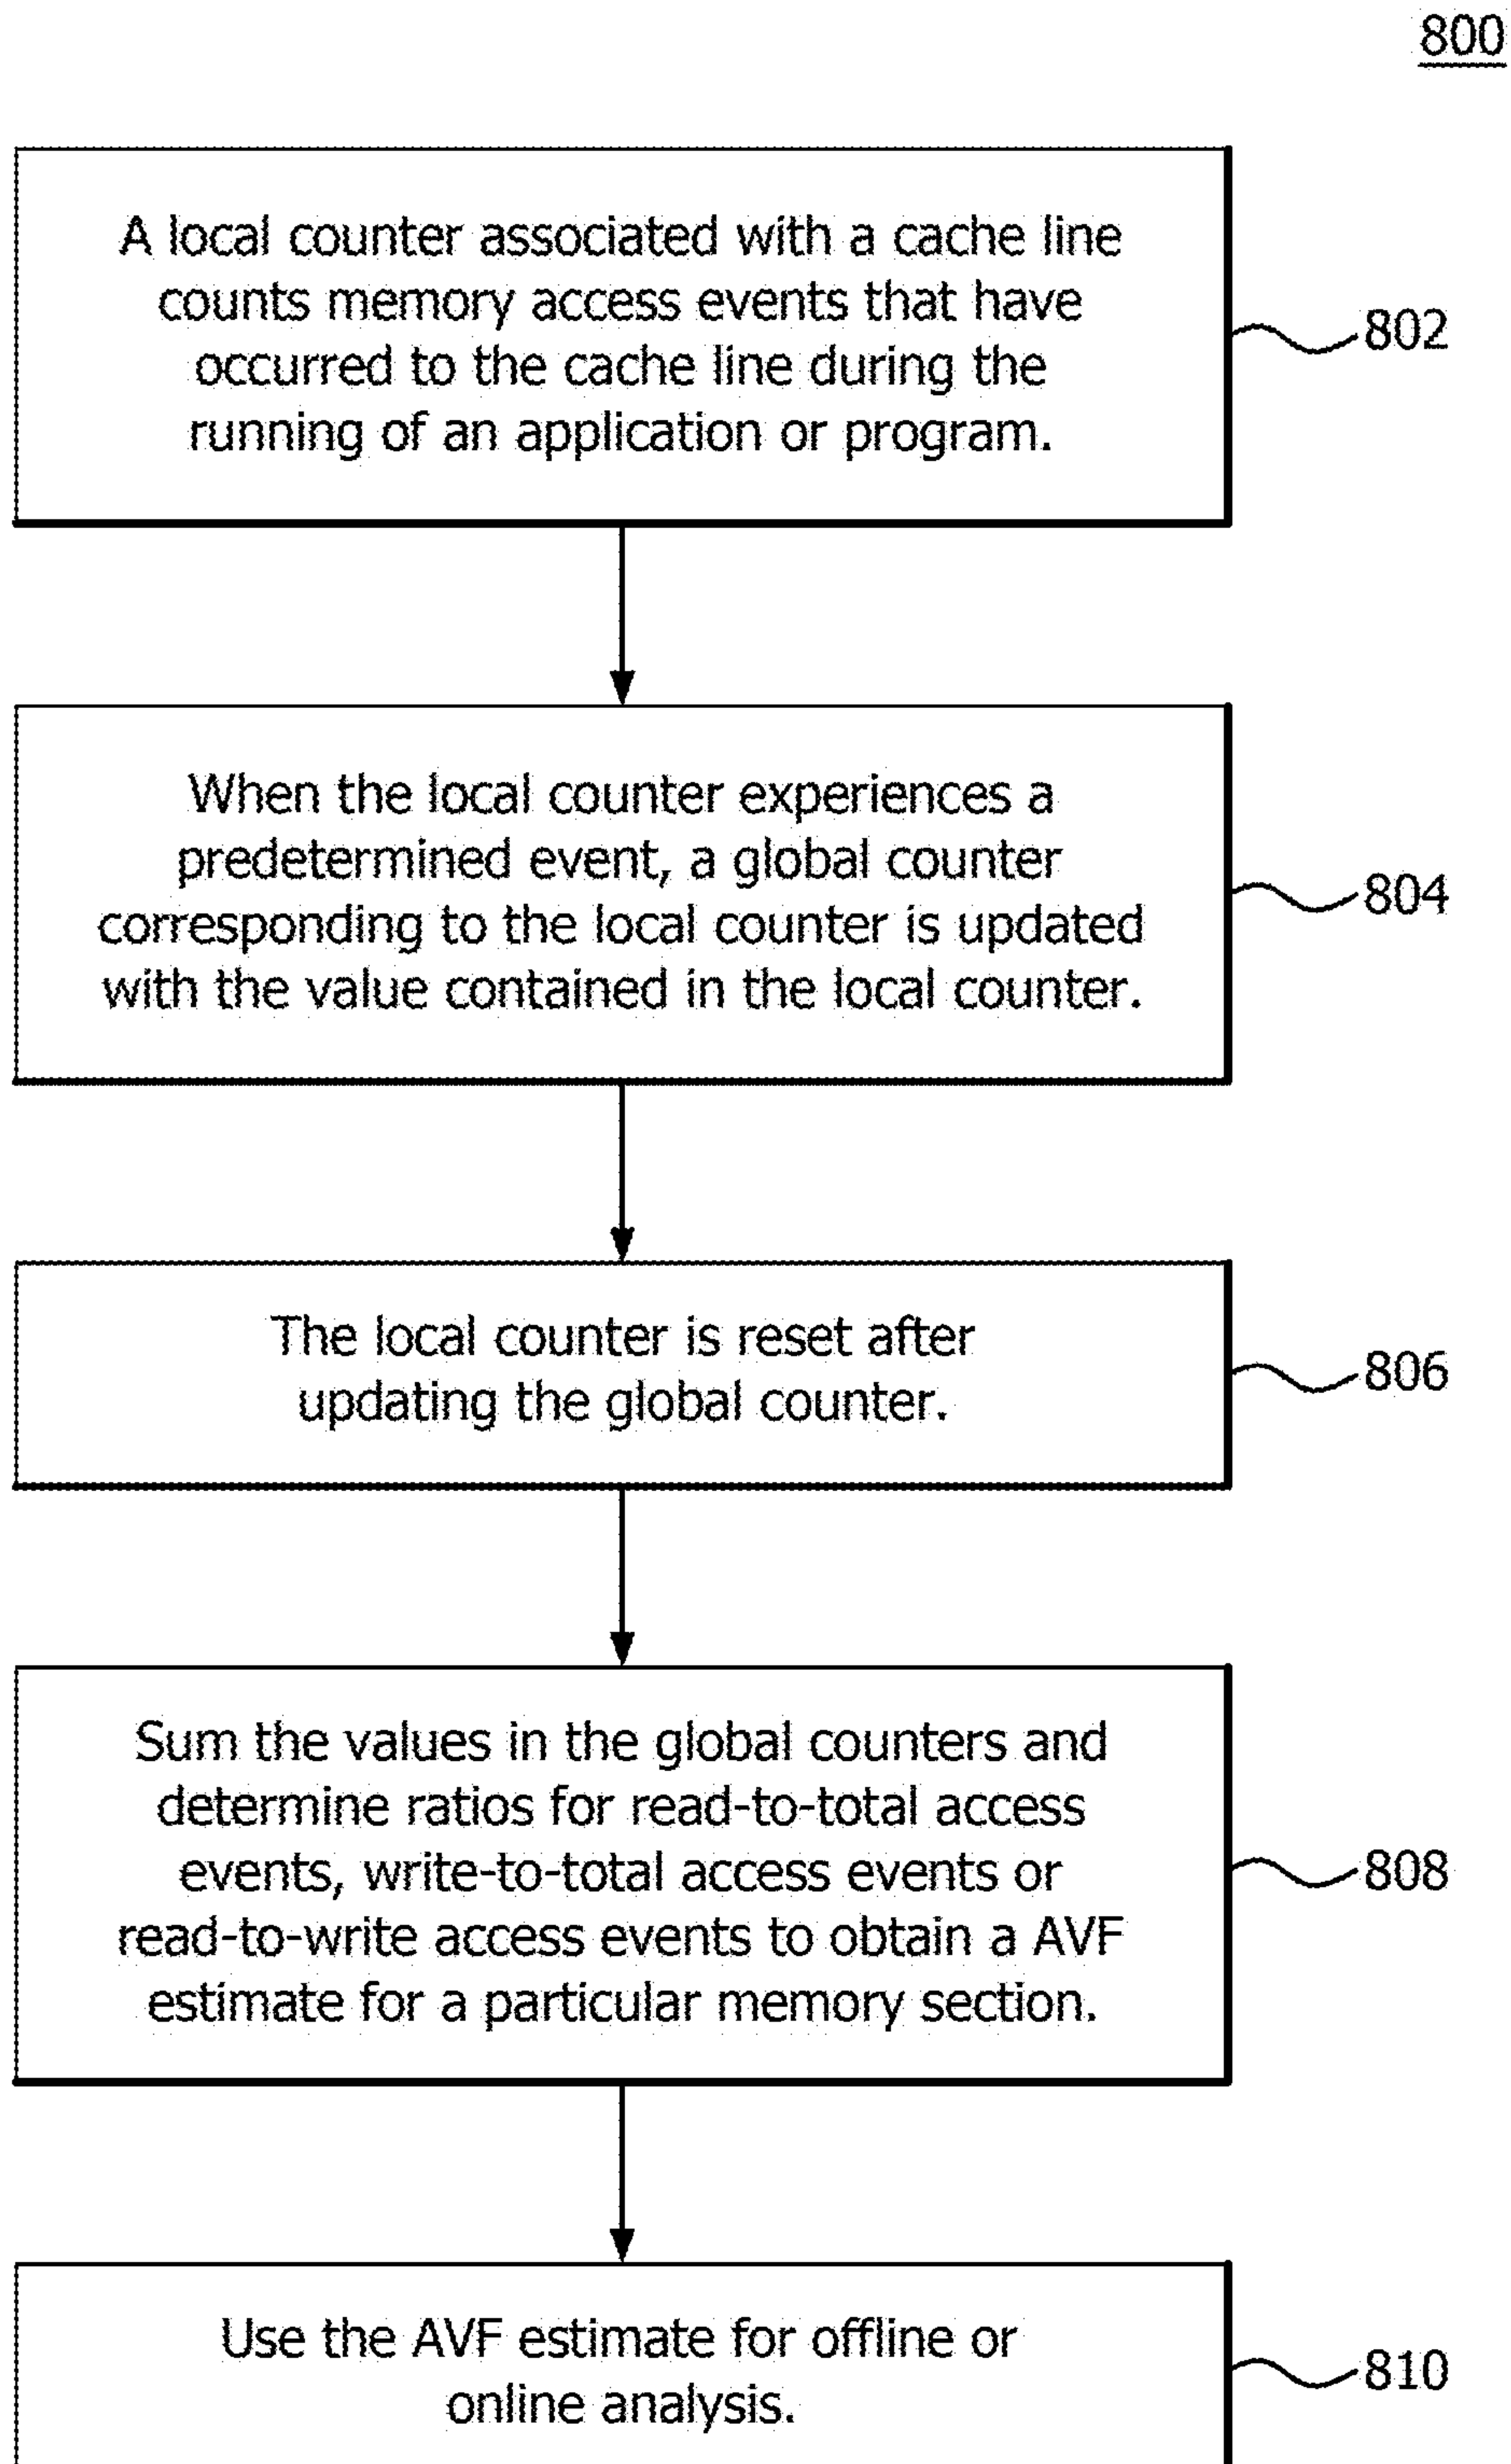 800
A local counter associated with a cache line
counts memory access events that have
occurred to the cache line during the
running of an application or program.
802
When the local counter experiences a
predetermined event, a global counter
corresponding to the local counter is updated
with the value contained in the local counter.
804
The local counter is reset after
updating the global counter.
806
Sum the values in the global counters and
determine ratios for read-to-total access
events, write-to-total access events or
read-to-write access events to obtain a AVF
estimate for a particular memory section.
808
Use the AVF estimate for offline or
online analysis.
810